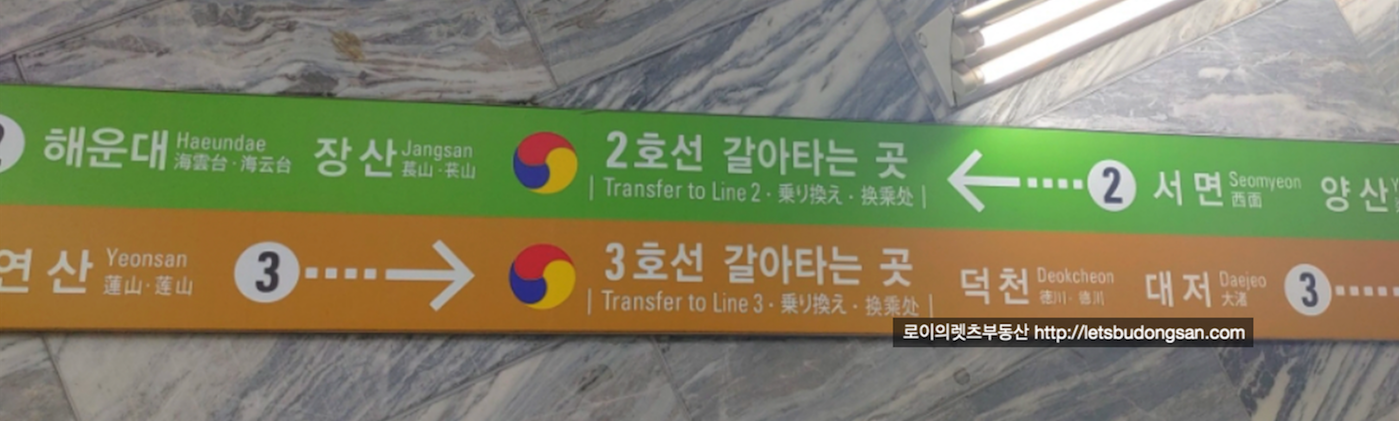 2 해운대 Haeundae 海雲台·海云台 장산 Jangsan 萇山·苌山
2호선 갈아타는 곳
Transfer to Line 2 · 乗り換え · 换乘处
2 서면 Seomyeon 西面 양산
연산 Yeonsan 蓮山·莲山 3
3호선 갈아타는 곳
Transfer to Line 3 · 乗り換え · 换乘处
덕천 Deokcheon 徳川· 德川 대저 Daejeo 大渚 3
로이의렛츠부동산 http://letsbudongsan.com